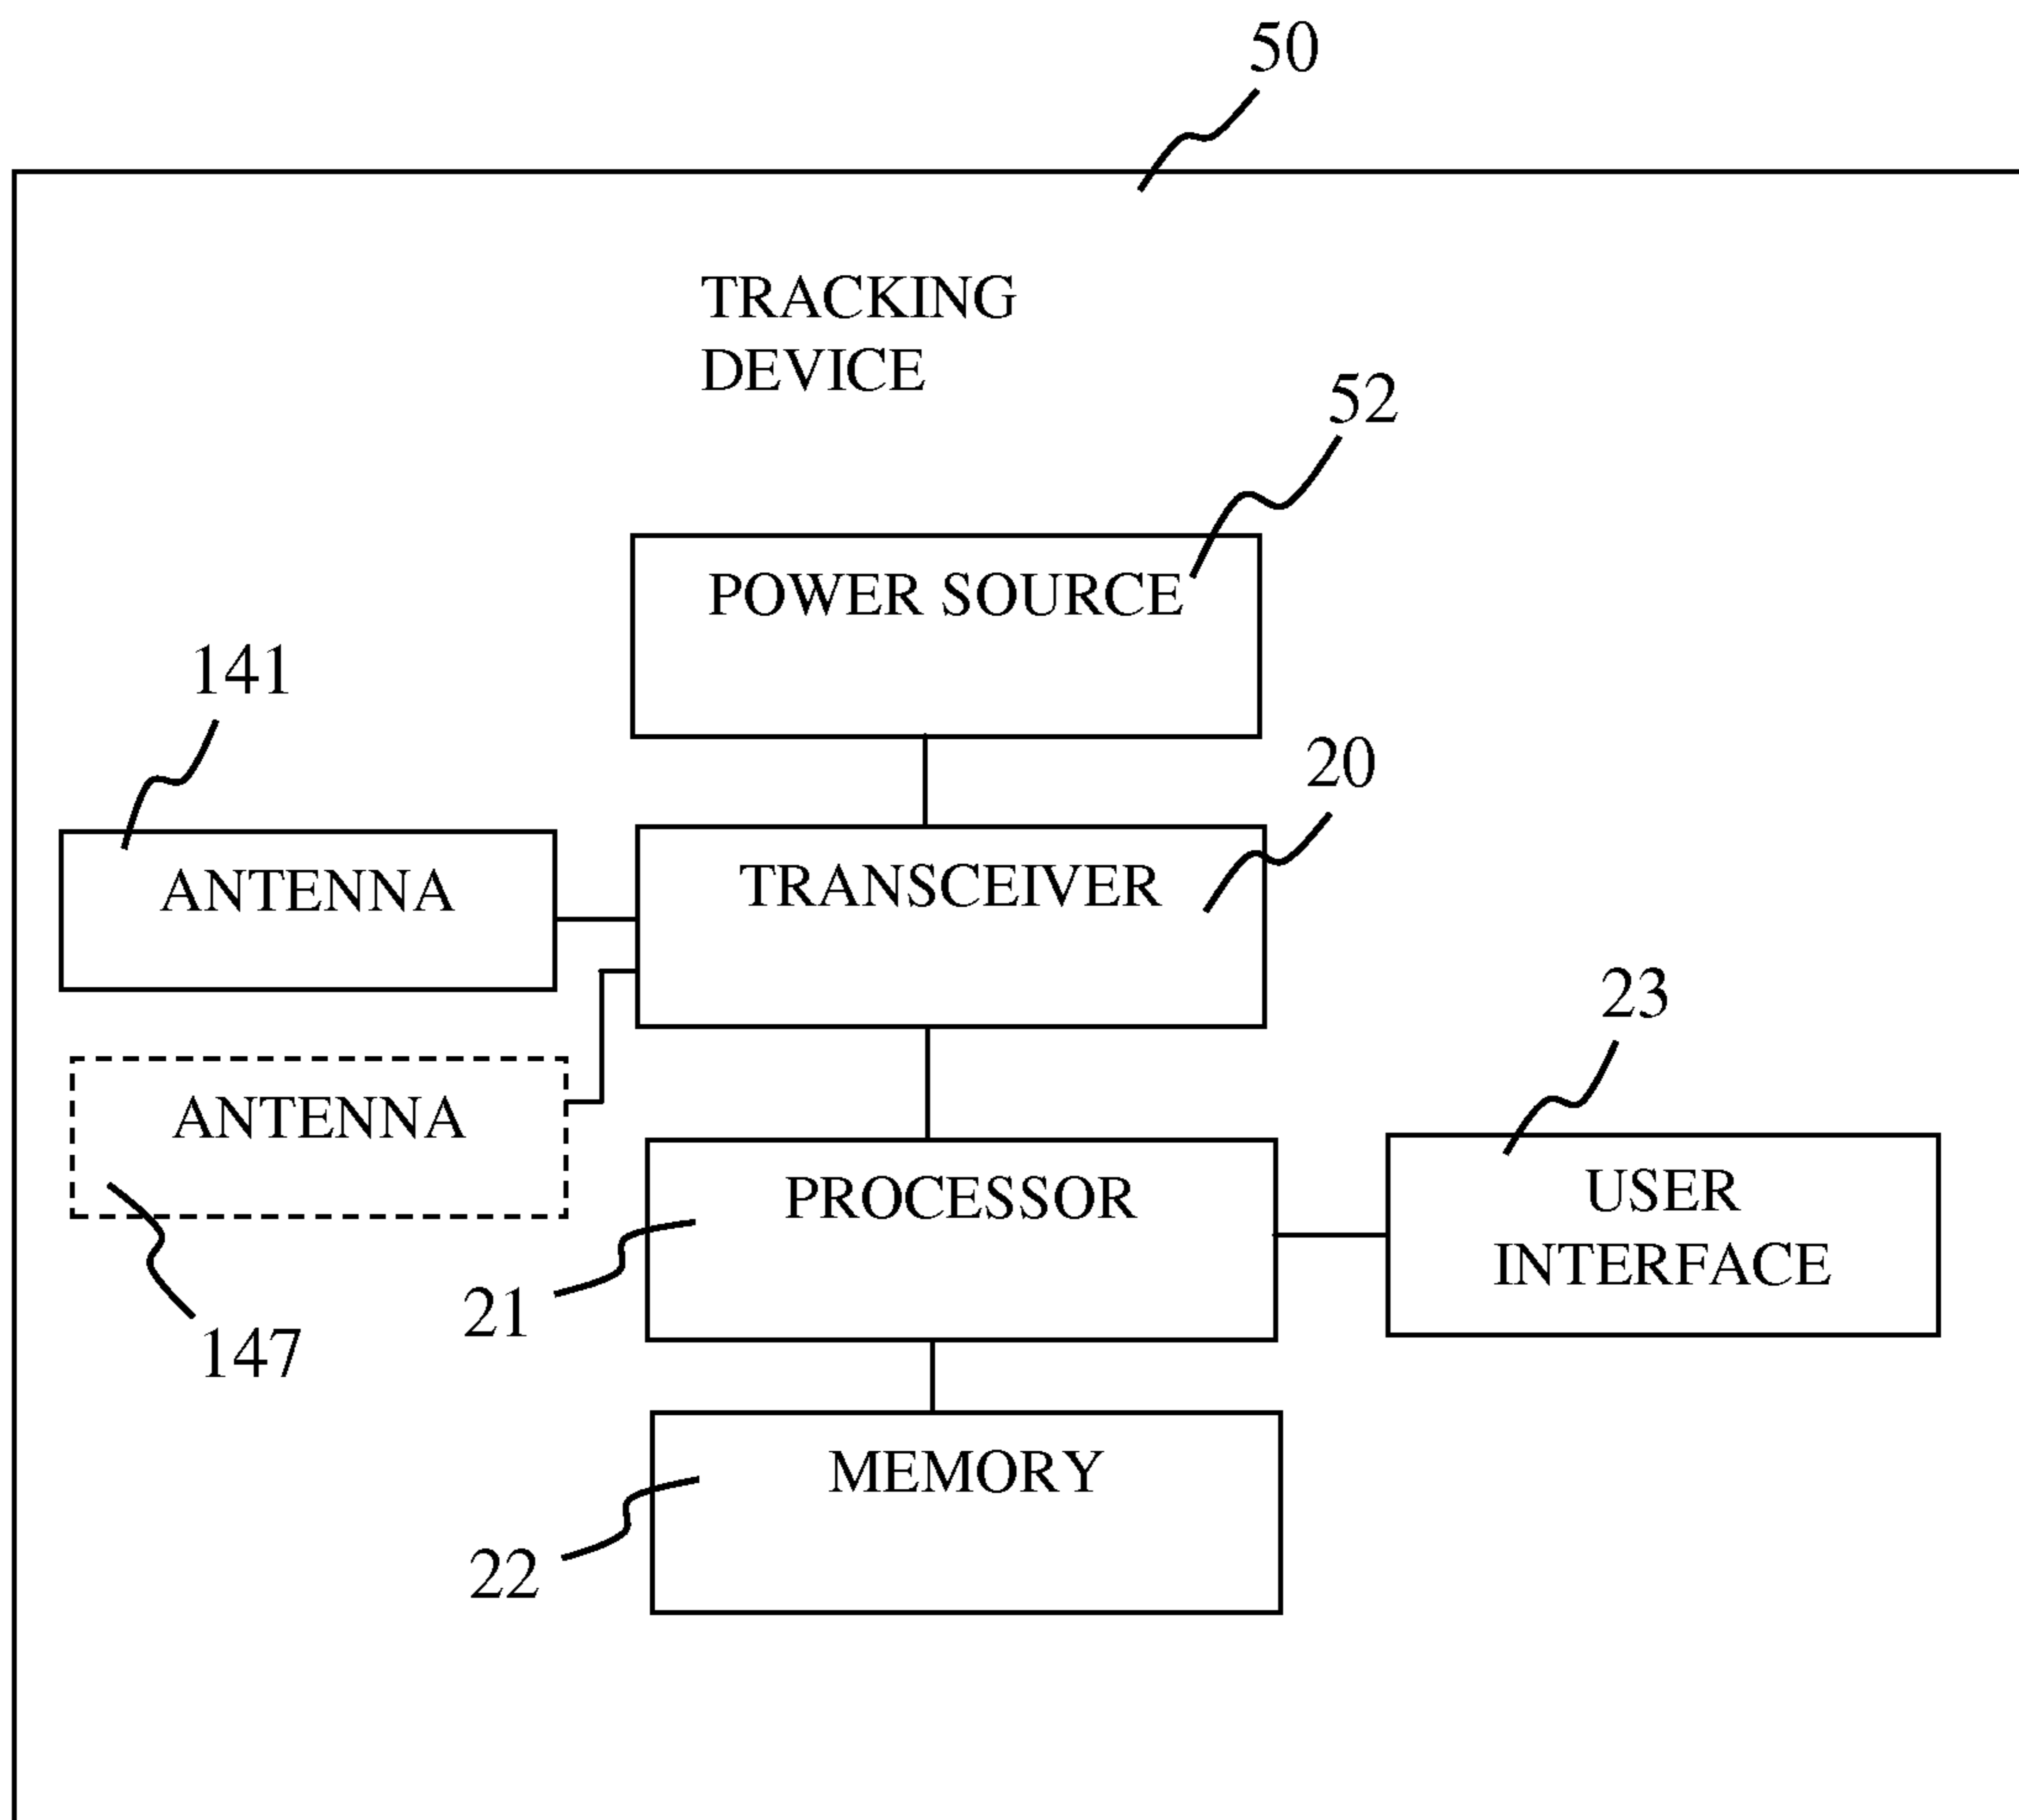 50
TRACKING
DEVICE
52
POWER SOURCE
141
20
ANTENNA
TRANSCEIVER
23
ANTENNA
PROCESSOR
USER
INTERFACE
21
147
MEMORY
22